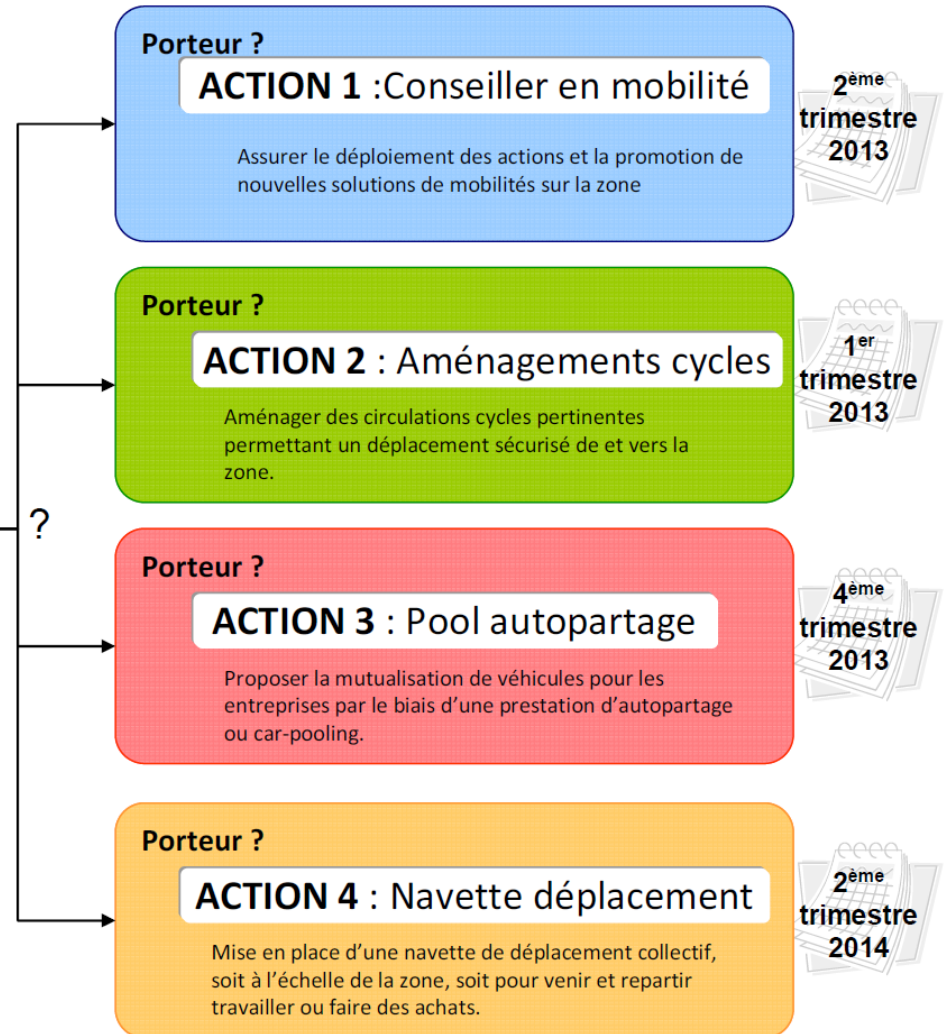 Porteur ?
ACTION 1 :Conseiller en mobilité
Assurer le déploiement des actions et la promotion de
nouvelles solutions de mobilités sur la zone
2ème
trimestre
2013
Porteur ?
ACTION 2 : Aménagements cycles
Aménager des circulations cycles pertinentes
permettant un déplacement sécurisé de et vers la
zone.
1er
trimestre
2013
?
Porteur ?
ACTION 3 : Pool autopartage
Proposer la mutualisation de véhicules pour les
entreprises par le biais d’une prestation d’autopartage
ou car-pooling.
4ème
trimestre
2013
Porteur ?
ACTION 4 : Navette déplacement
Mise en place d’une navette de déplacement collectif,
soit à l’échelle de la zone, soit pour venir et repartir
travailler ou faire des achats.
2ème
trimestre
2014